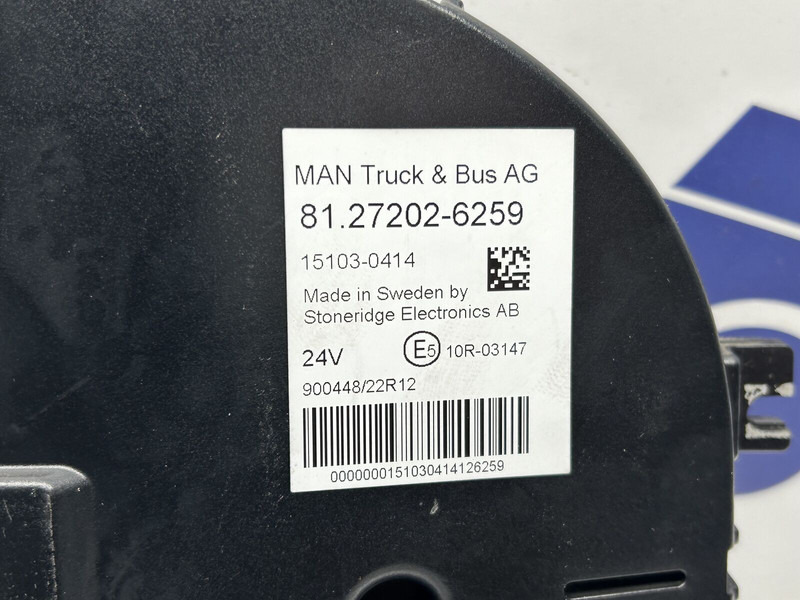 MAN Truck & Bus AG
81.27202-6259
15103-0414
Made in Sweden by
Stoneridge Electronics AB
24V E5 10R-03147
900448/22R12
0000000151030414126259